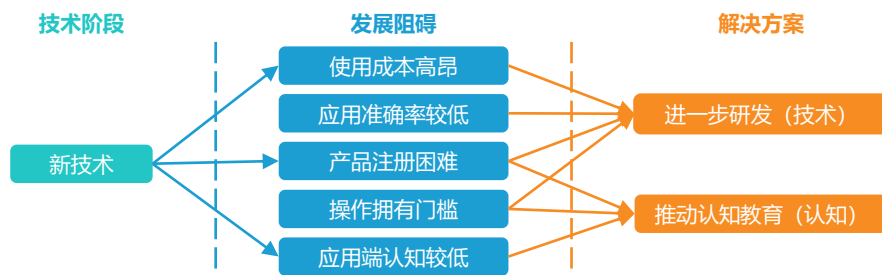 技术阶段
发展阻碍
解决方案
新技术
使用成本高昂
应用准确率较低
产品注册困难
操作拥有门槛
应用端认知较低
进一步研发（技术）
推动认知教育（认知）